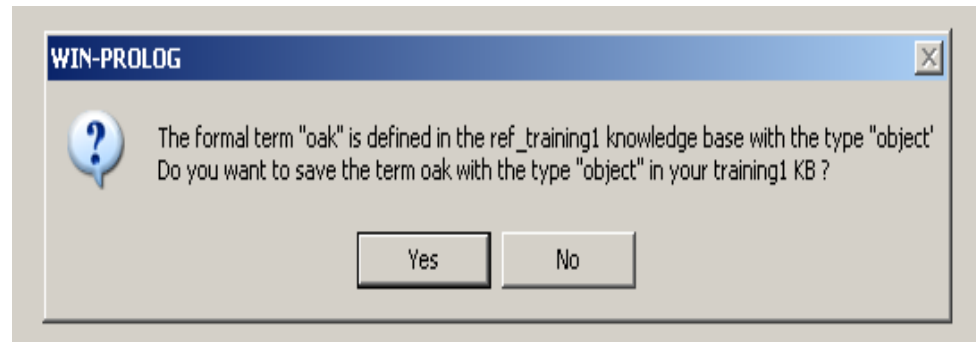 WIN-PROLOG
The formal term "oak" is defined in the ref_training1 knowledge base with the type "object'
Do you want to save the term oak with the type "object" in your training1 KB ?
Yes
No